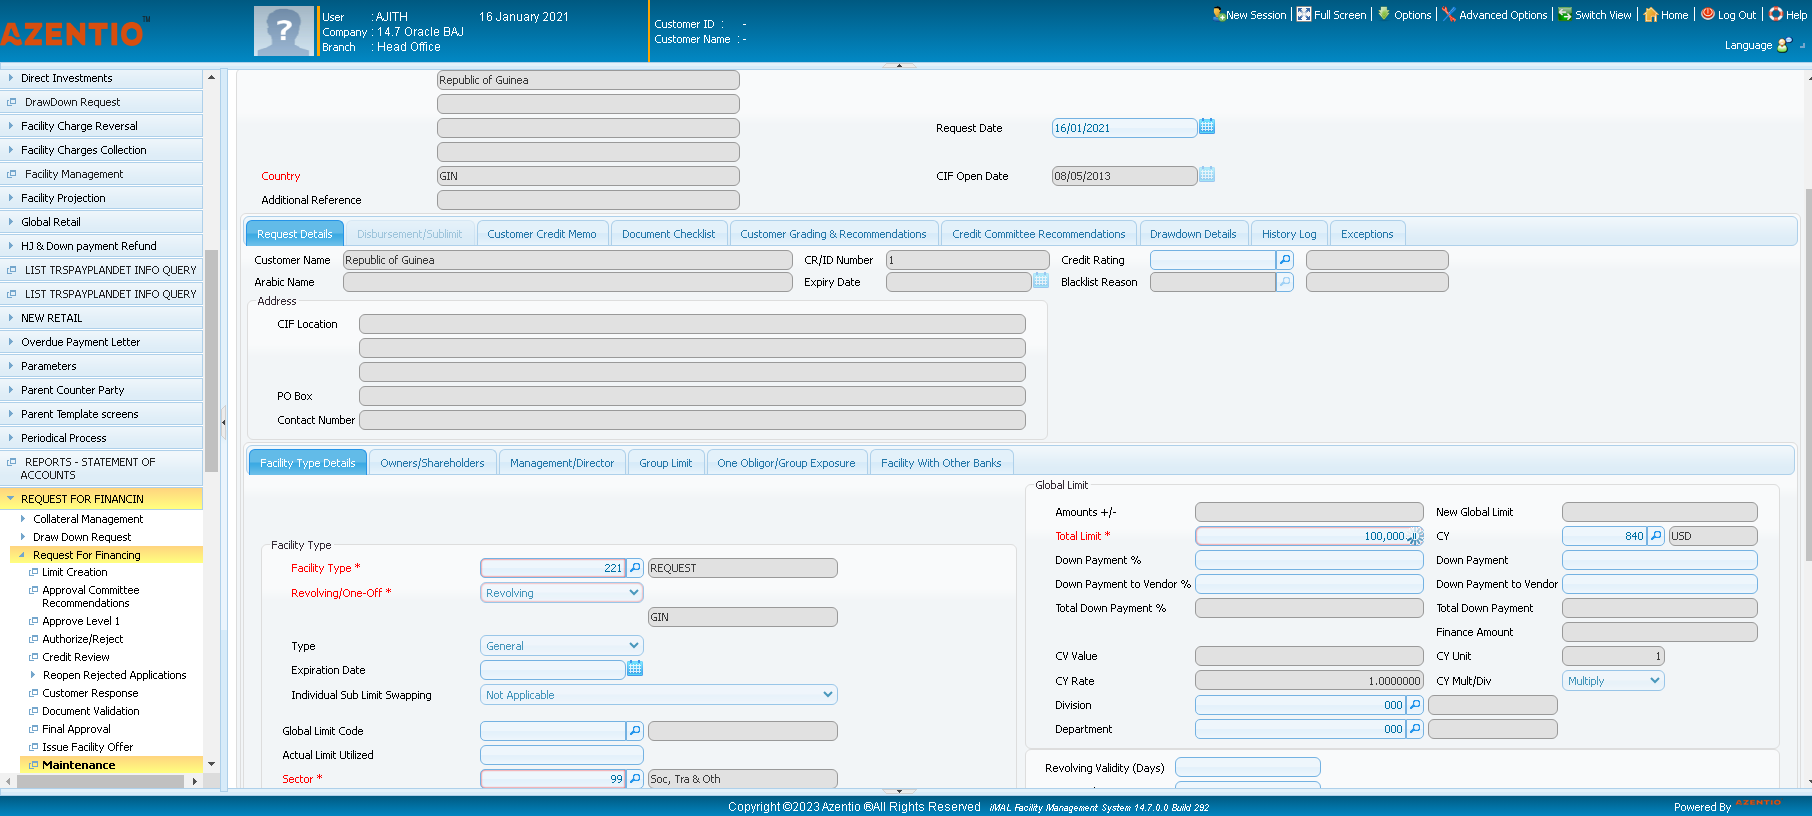 AZENTIO™
User : AJITH 16 January 2021
Company : 14.7 Oracle BAJ
Branch : Head Office
Customer ID : -
Customer Name : -
New Session Full Screen Options Advanced Options Switch View Home Log Out Help
Language
Direct Investments
DrawDown Request
Facility Charge Reversal
Facility Charges Collection
Facility Management
Facility Projection
Global Retail
HJ & Down payment Refund
LIST TRSPAYPLANDET INFO QUERY
LIST TRSPAYPLANDET INFO QUERY
NEW RETAIL
Overdue Payment Letter
Parameters
Parent Counter Party
Parent Template screens
Periodical Process
REPORTS - STATEMENT OF
ACCOUNTS
REQUEST FOR FINANCIN
Collateral Management
Draw Down Request
Request For Financing
Limit Creation
Approval Committee
Recommendations
Approve Level 1
Authorize/Reject
Credit Review
Reopen Rejected Applications
Customer Response
Document Validation
Final Approval
Issue Facility Offer
Maintenance
Republic of Guinea
Request Date 16/01/2021
Country GIN CIF Open Date 08/05/2013
Additional Reference
Request Details Disbursement/Sublimit Customer Credit Memo Document Checklist Customer Grading & Recommendations Credit Committee Recommendations Drawdown Details History Log Exceptions
Customer Name Republic of Guinea CR/ID Number 1 Credit Rating
Arabic Name Expiry Date Blacklist Reason
Address
CIF Location
PO Box
Contact Number
Facility Type Details Owners/Shareholders Management/Director Group Limit One Obligor/Group Exposure Facility With Other Banks
Facility Type
Facility Type * 221 REQUEST
Revolving/One-Off * Revolving
GIN
Type General
Expiration Date
Individual Sub Limit Swapping Not Applicable
Global Limit Code
Actual Limit Utilized
Sector * 99 Soc, Tra & Oth
Global Limit
Amounts +/- New Global Limit
Total Limit * 100,000. CY 840 USD
Down Payment % Down Payment
Down Payment to Vendor % Down Payment to Vendor
Total Down Payment % Total Down Payment
Finance Amount
CV Value CY Unit 1
CY Rate 1.0000000 CY Mult/Div Multiply
Division 000
Department 000
Revolving Validity (Days)
Copyright ©2023 Azentio ®All Rights Reserved iMAL Facility Management System 14.7.0.0 Build 292
Powered By AZENTIO